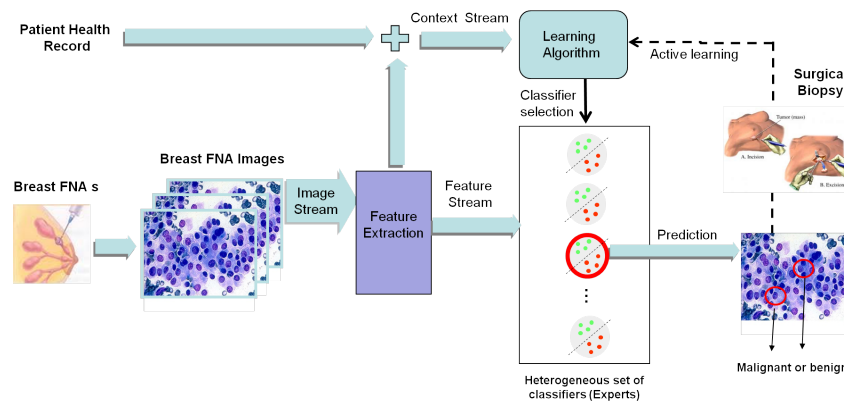 Patient Health
Record
Context Stream
Learning
Algorithm
Active learning
Surgical
Biopsy
Classifier
selection
Tumor (mass)
A. Incision
B. Excision
Breast FNA Images
Breast FNA s
Image
Stream
Feature
Extraction
Feature
Stream
Prediction
Malignant or benign
Heterogeneous set of
classifiers (Experts)